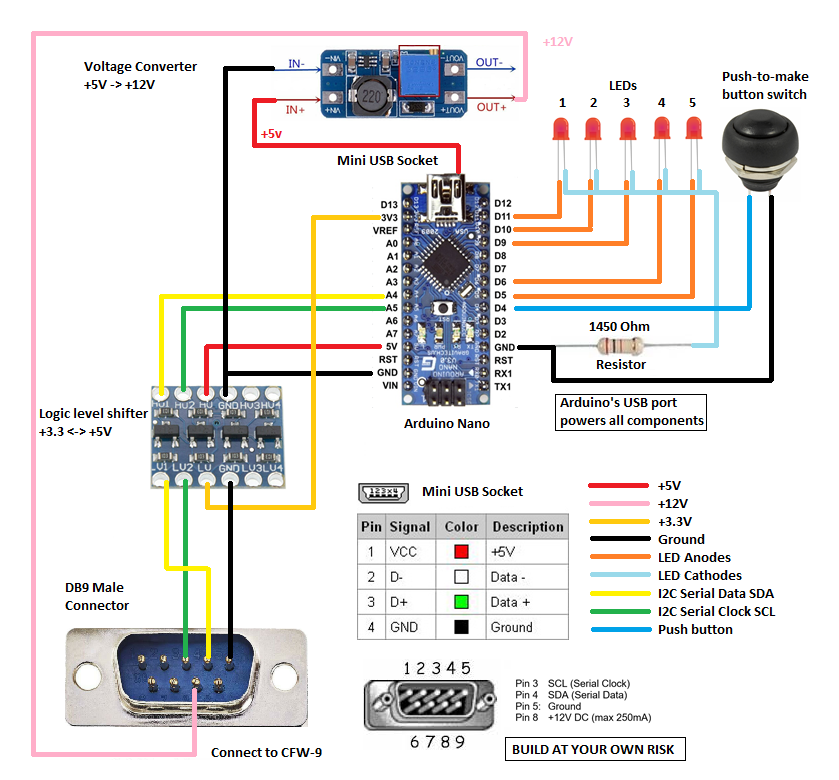 +12V
Voltage Converter
+5V -> +12V
IN-
OUT-
IN+
OUT+
VIN-
VOUT-
VIN+
VOUT+
220
+5v
LEDs
1 2 3 4 5
Push-to-make
button switch
Mini USB Socket
D13
3V3
VREF
A0
A1
A2
A3
A4
A5
A6
A7
5V
RST
GND
VIN
D12
D11
D10
D9
D8
D7
D6
D5
D4
D3
D2
GND
RST
RX1
TX1
USA
2009
RST
ARDUINO
NANO
V3.0
Arduino Nano
1450 Ohm
Resistor
Arduino's USB port
powers all components
Logic level shifter
+3.3 <-> +5V
HV1 HV2 HV GND HV3 HV4
LV1 LV2 LV GND LV3 LV4
1234
Mini USB Socket
Pin Signal Color Description
1 VCC +5V
2 D- Data -
3 D+ Data +
4 GND Ground
+5V
+12V
+3.3V
Ground
LED Anodes
LED Cathodes
I2C Serial Data SDA
I2C Serial Clock SCL
Push button
DB9 Male
Connector
Connect to CFW-9
1 2 3 4 5
6 7 8 9
Pin 3 SCL (Serial Clock)
Pin 4 SDA (Serial Data)
Pin 5: Ground
Pin 8 +12V DC (max 250mA)
BUILD AT YOUR OWN RISK